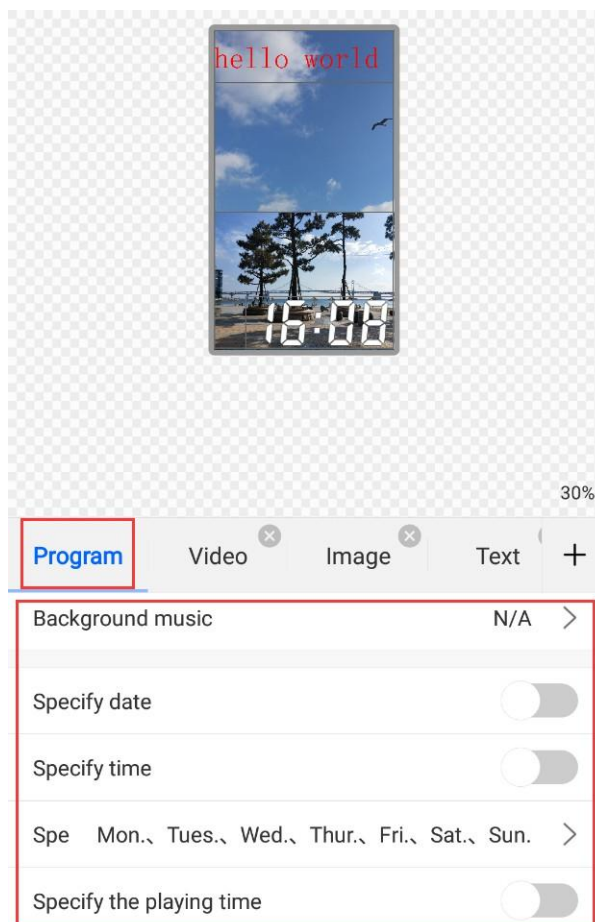 hello world
16:08
30%
Program Video Image Text +
Background music N/A
Specify date
Specify time
Spe Mon.、Tues.、Wed.、Thur.、Fri.、Sat.、Sun.
Specify the playing time